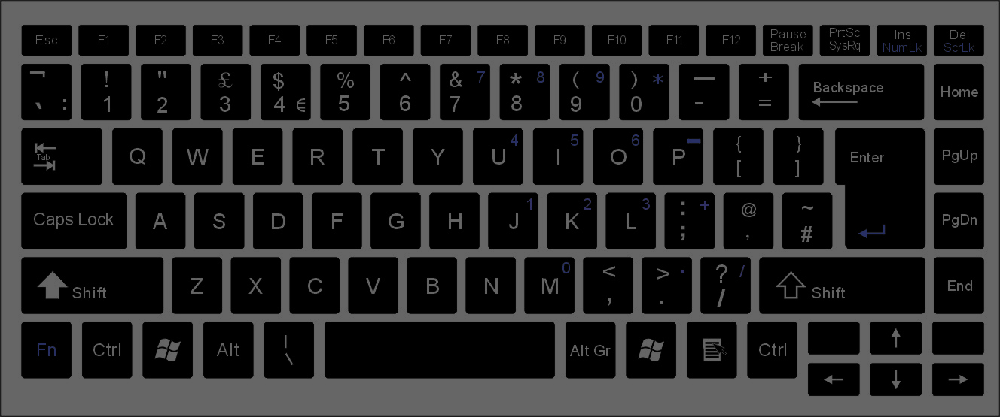 Esc F1 F2 F3 F4 F5 F6 F7 F8 F9 F10 F11 F12 Pause PrtSc Ins Del
Break SysRq NumLk ScrLk
¬ ! " £ $ % ^ & 7 * 8 ( 9 ) * — + Backspace Home
` : 1 2 3 4 € 5 6 7 8 9 0 - =
Tab Q W E R T Y U 4 I 5 O 6 P - { } Enter PgUp
[ ]
Caps Lock A S D F G H J 1 K 2 L 3 : + @ ~ PgDn
; , #
Shift Z X C V B N M 0 < > . ? / Shift End
, . /
Fn Ctrl Alt | Alt Gr Ctrl ↑
\ ← ↓ →